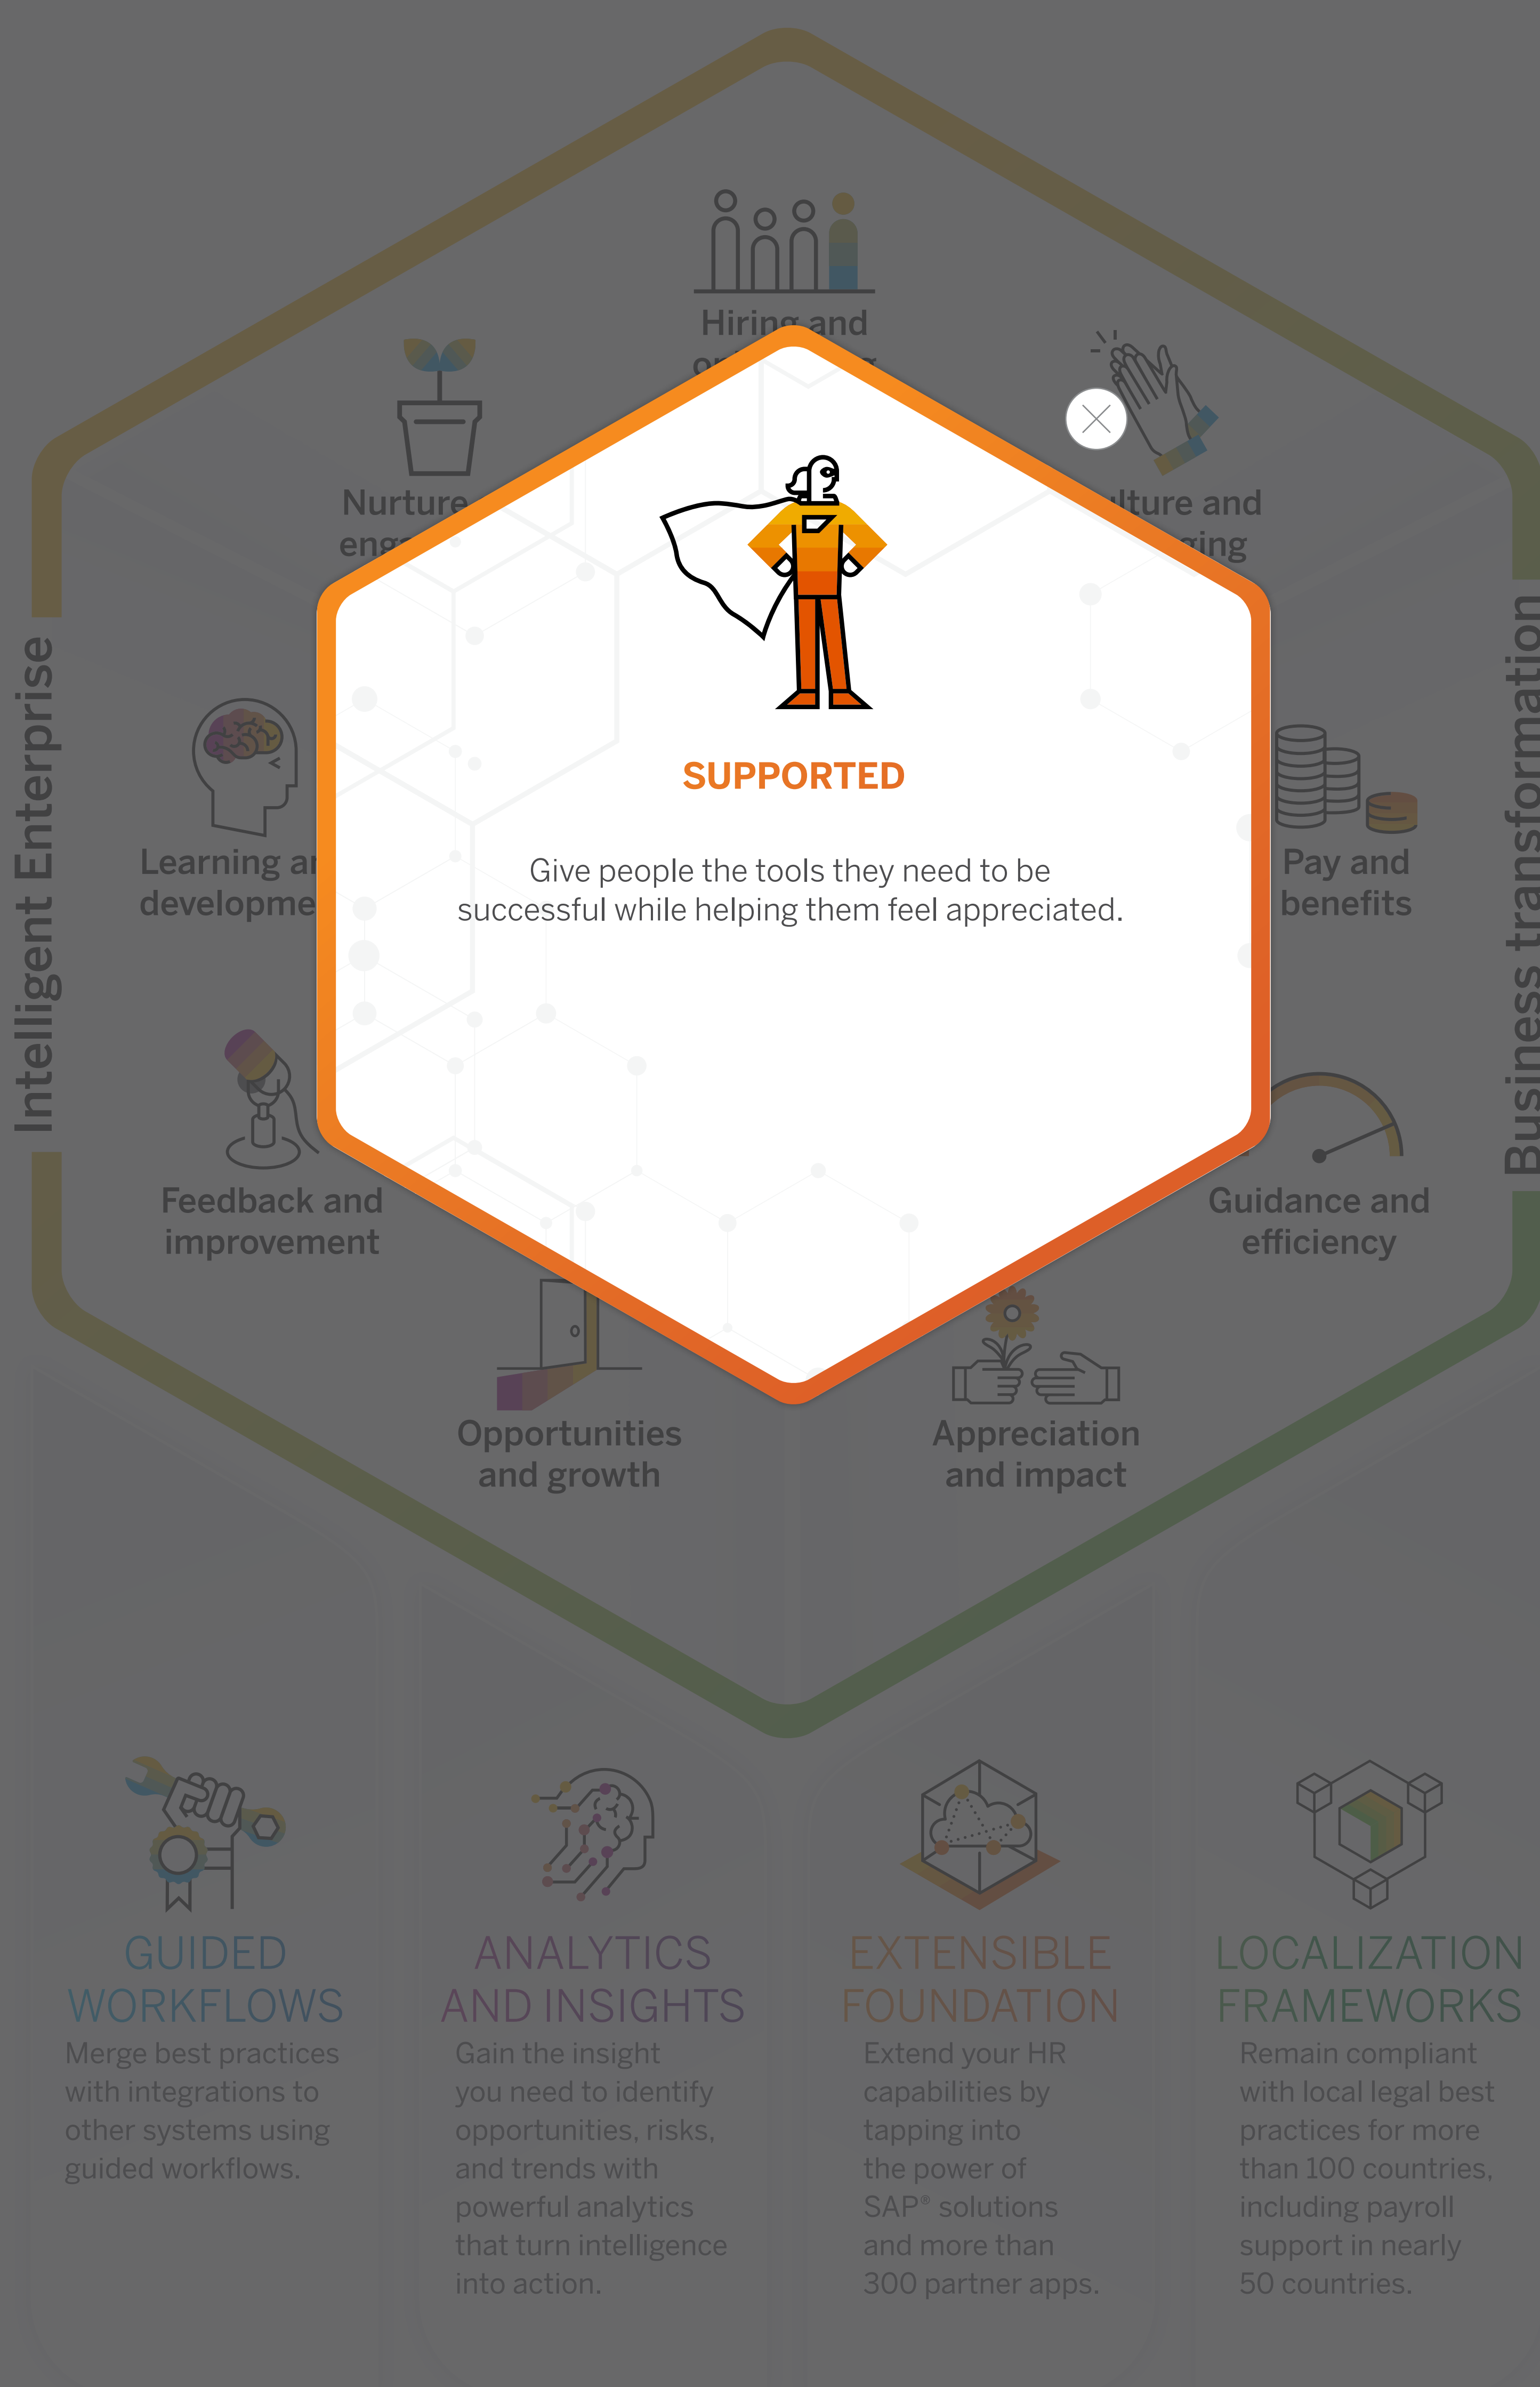 Hiring and
Nurture
and
Intelligent Enterprise
Business transformation
SUPPORTED
Give people the tools they need to be
successful while helping them feel appreciated.
Learning
Pay and
benefits
Feedback and
improvement
Guidance and
efficiency
Opportunities
and growth
Appreciation
and impact
GUIDED
WORKFLOWS
Merge best practices
with integrations to
other systems using
guided workflows.
ANALYTICS
AND INSIGHTS
Gain the insight
you need to identify
opportunities, risks,
and trends with
powerful analytics
that turn intelligence
into action.
EXTENSIBLE
FOUNDATION
Extend your HR
capabilities by
tapping into
the power of
SAP® solutions
and more than
300 partner apps.
LOCALIZATION
FRAMEWORKS
Remain compliant
with local legal best
practices for more
than 100 countries,
including payroll
support in nearly
50 countries.